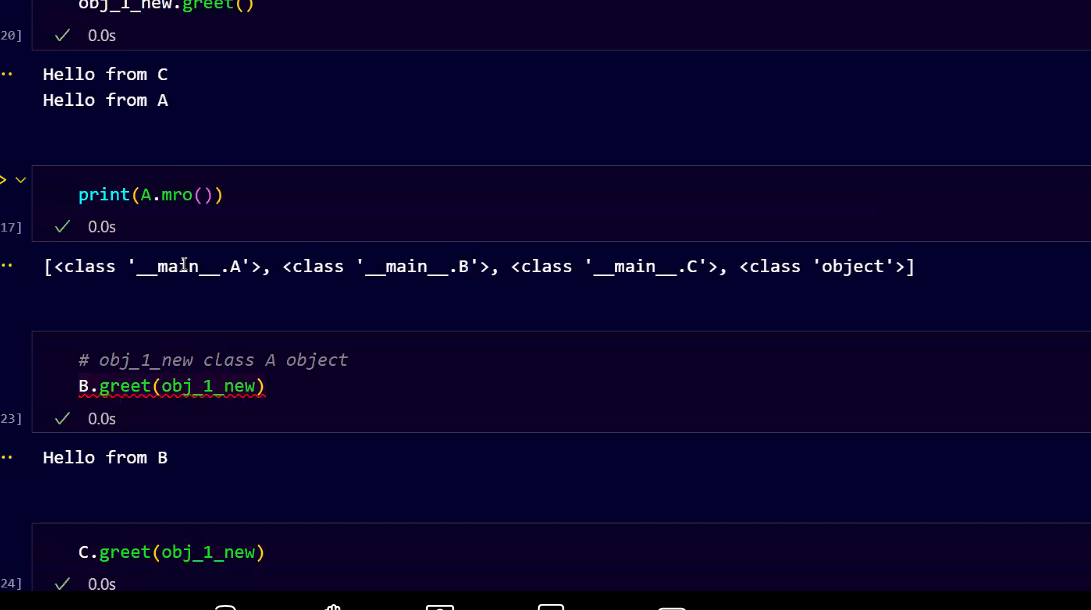 obj_1_new.greet()
20]
0.0s
Hello from C
Hello from A
print(A.mro())
17]
0.0s
[<class '__main__.A'>, <class '__main__.B'>, <class '__main__.C'>, <class 'object'>]
# obj_1_new class A object
B.greet(obj_1_new)
23]
0.0s
Hello from B
C.greet(obj_1_new)
24]
0.0s